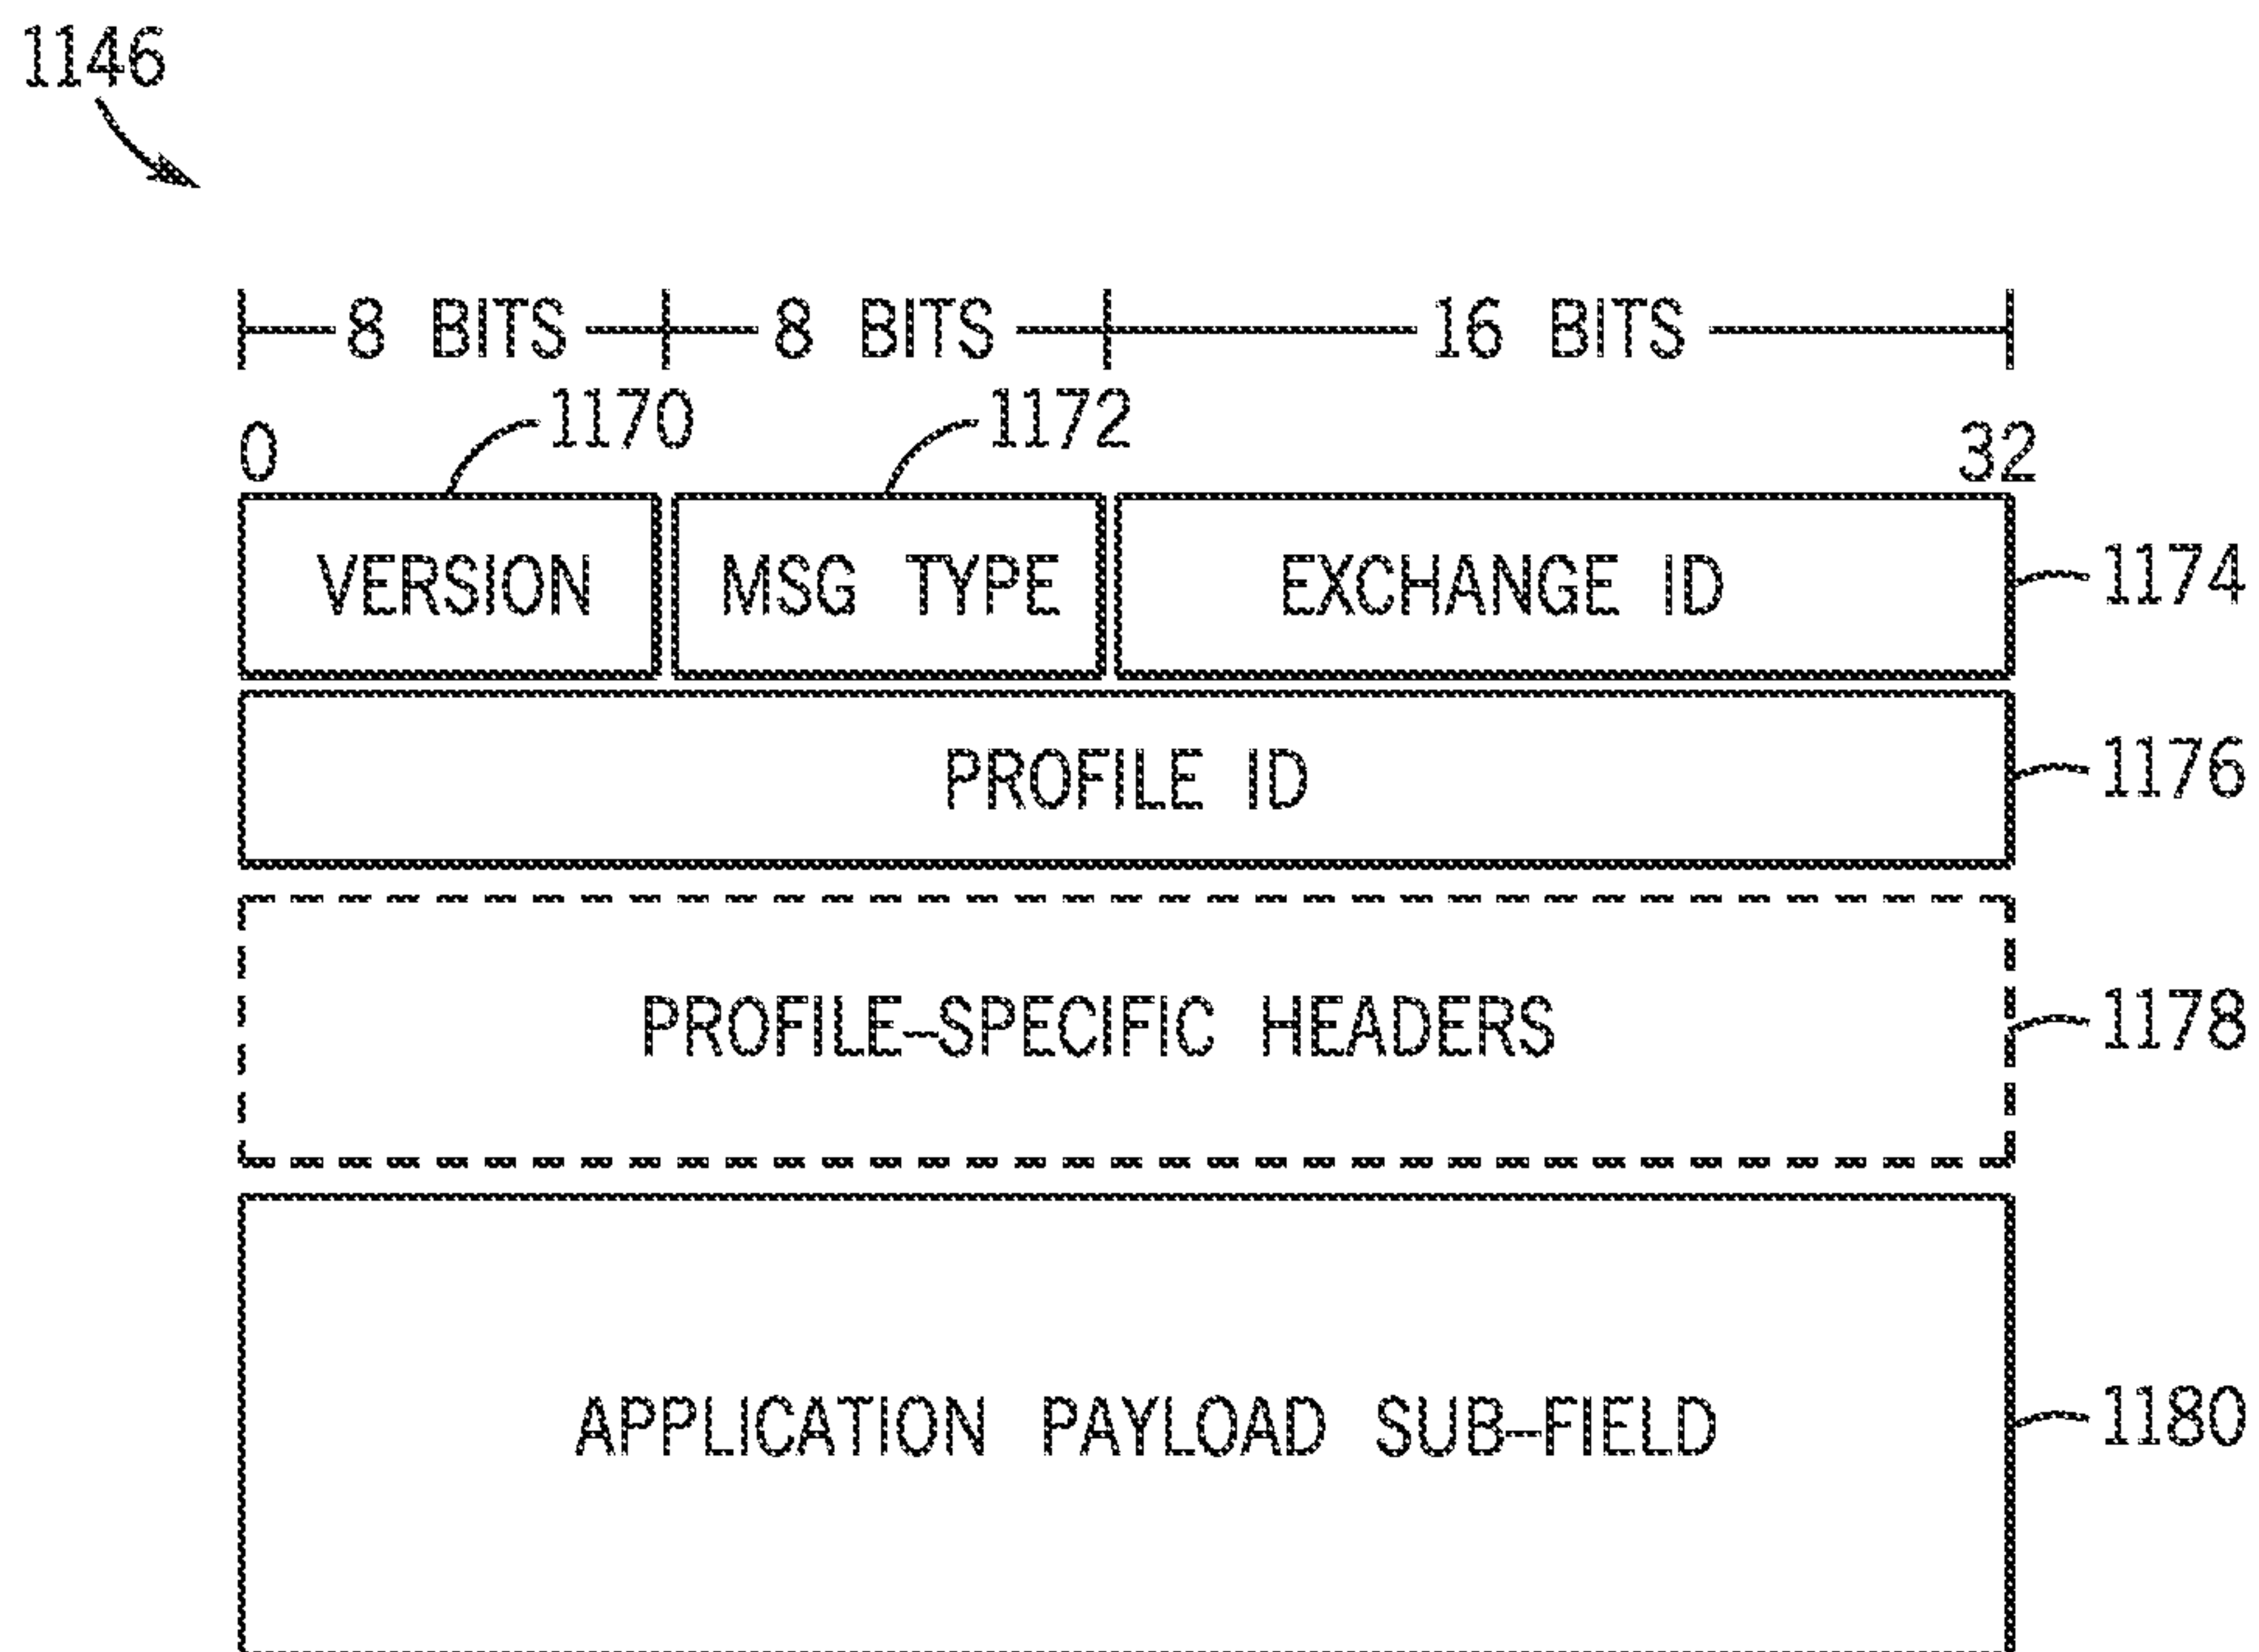 1146
8 BITS 8 BITS 16 BITS
1170 1172
0 32
VERSION MSG TYPE EXCHANGE ID 1174
PROFILE ID 1176
PROFILE-SPECIFIC HEADERS 1178
APPLICATION PAYLOAD SUB-FIELD 1180